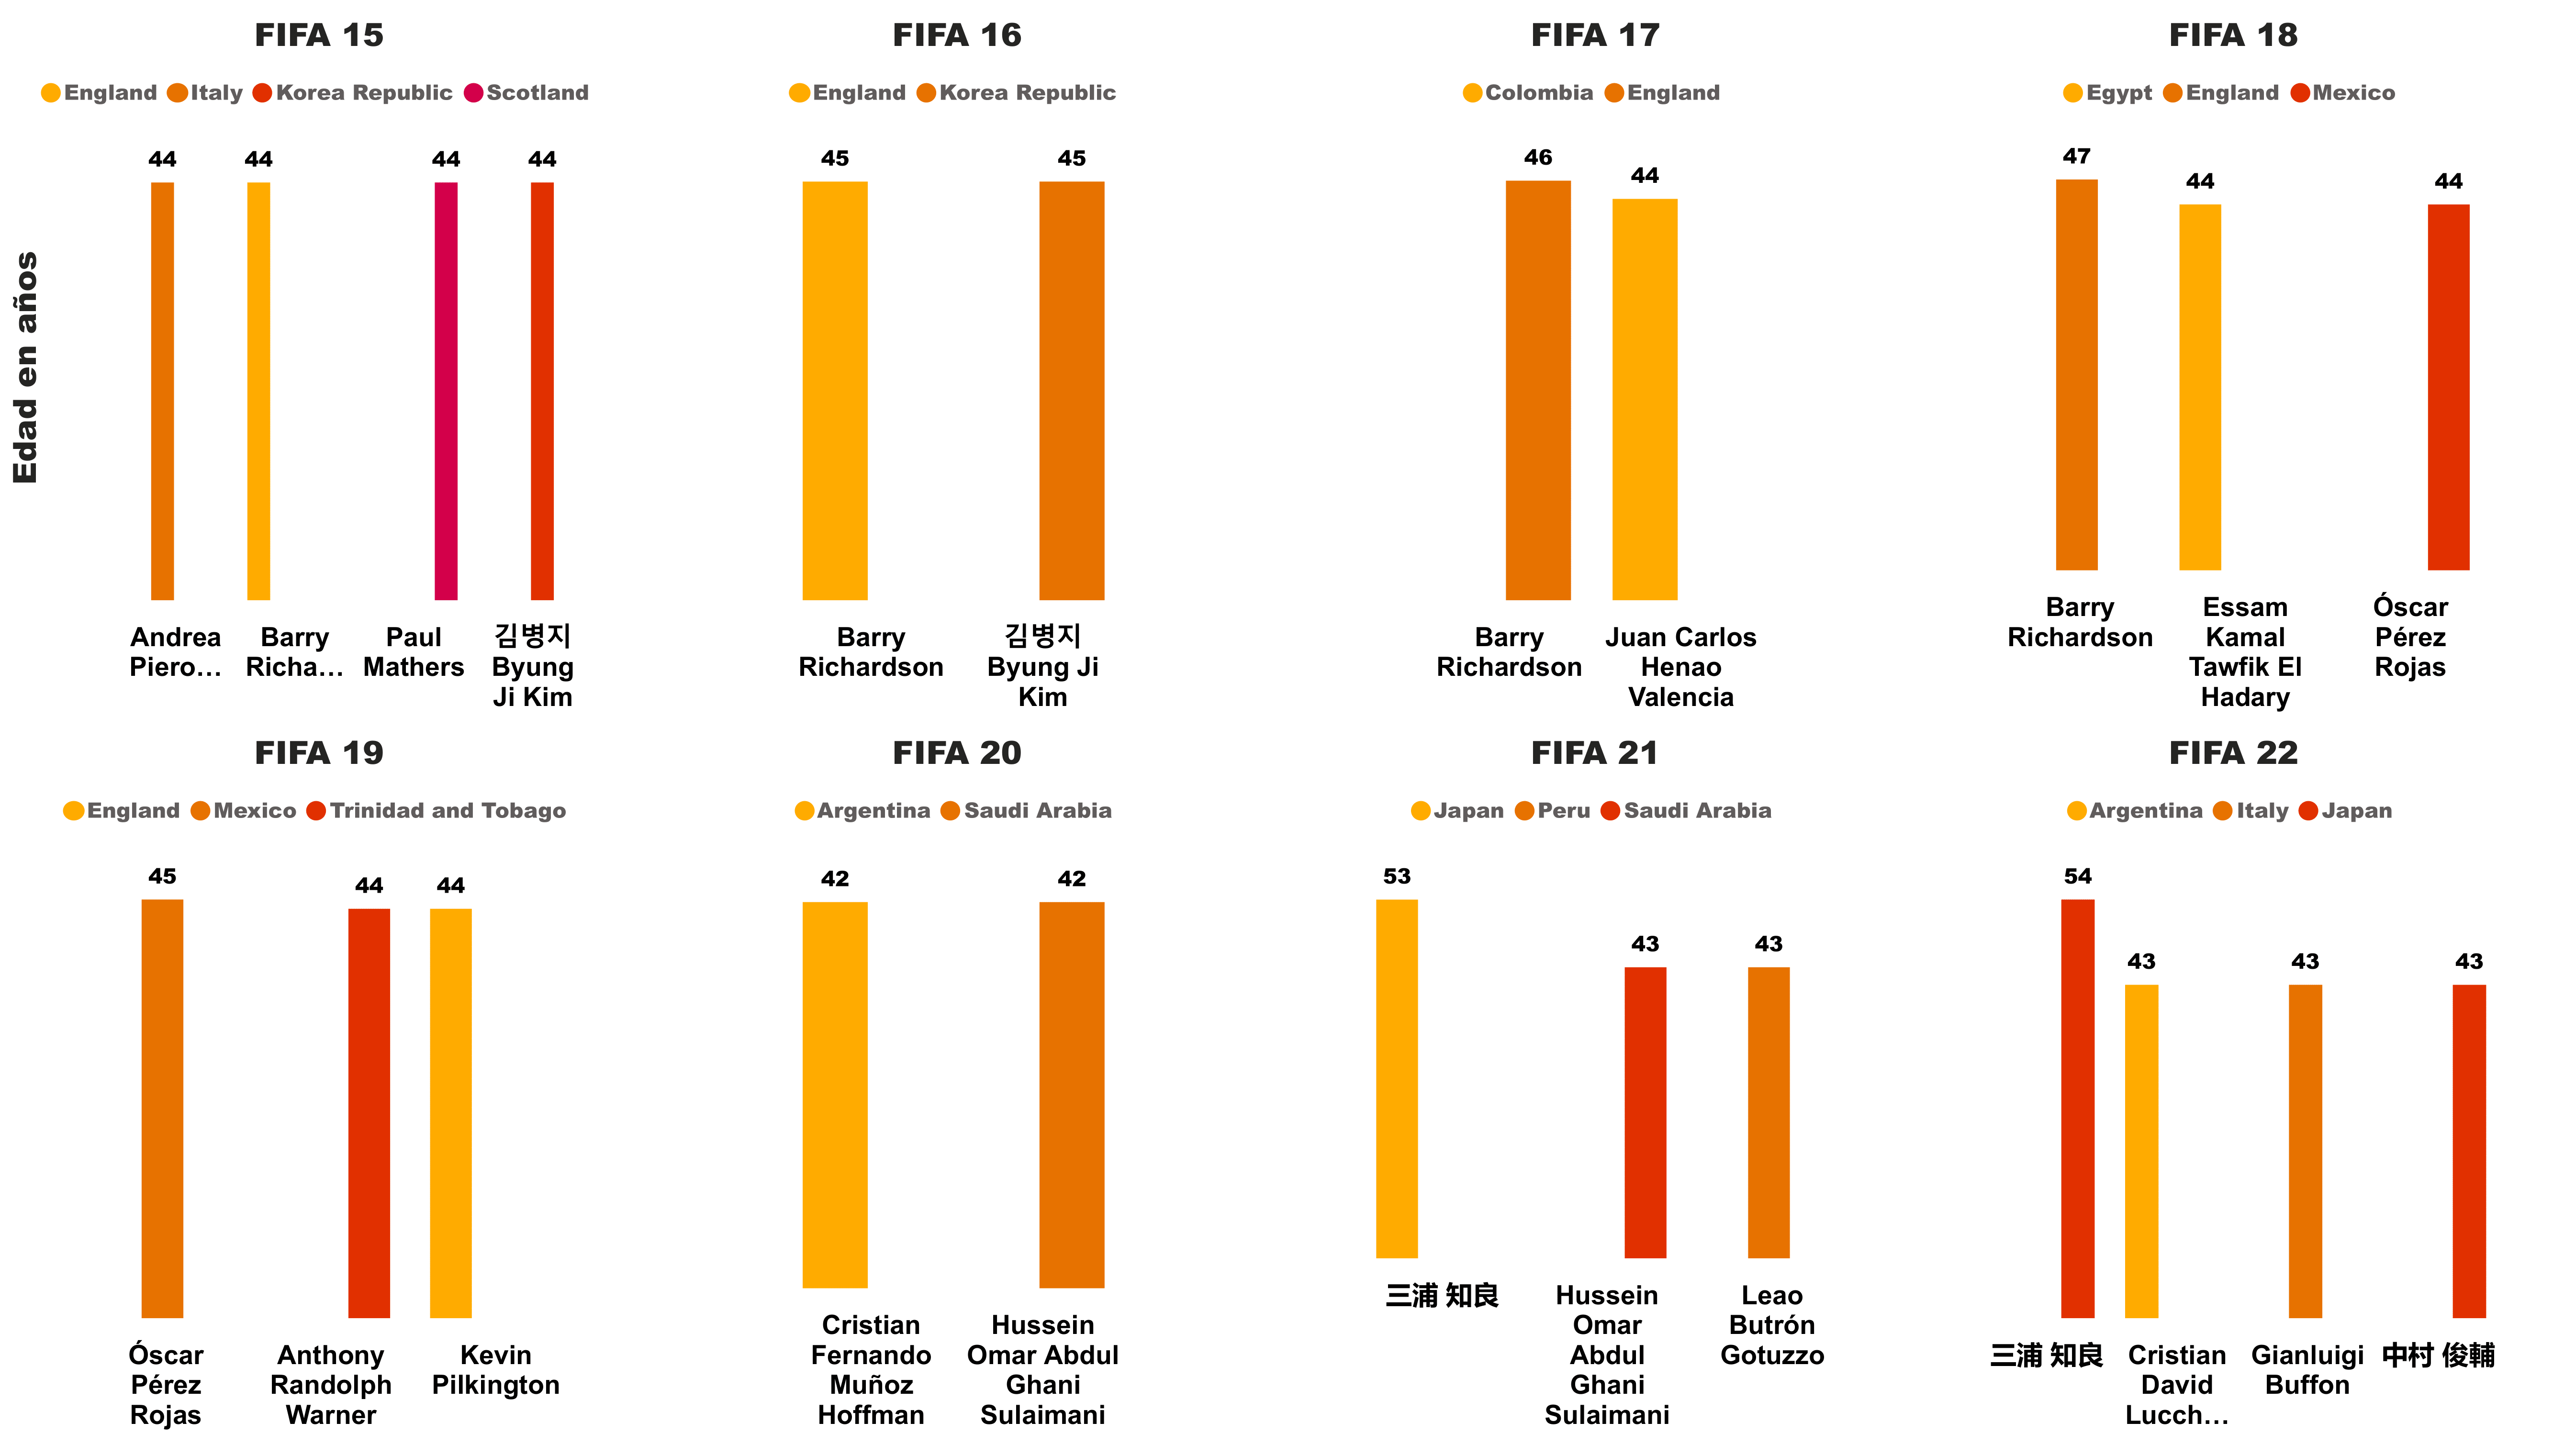 FIFA 15
England Italy Korea Republic Scotland
44 44 44 44
Edad en años
Andrea
Piero…
Barry
Richa…
Paul
Mathers
김병지
Byung
Ji Kim
FIFA 16
England Korea Republic
45 45
Barry
Richardson
김병지
Byung Ji
Kim
FIFA 17
Colombia England
46 44
Barry
Richardson
Juan Carlos
Henao
Valencia
FIFA 18
Egypt England Mexico
47 44 44
Barry
Richardson
Essam
Kamal
Tawfik El
Hadary
Óscar
Pérez
Rojas
FIFA 19
England Mexico Trinidad and Tobago
45 44 44
Óscar
Pérez
Rojas
Anthony
Randolph
Warner
Kevin
Pilkington
FIFA 20
Argentina Saudi Arabia
42 42
Cristian
Fernando
Muñoz
Hoffman
Hussein
Omar Abdul
Ghani
Sulaimani
FIFA 21
Japan Peru Saudi Arabia
53 43 43
三浦 知良
Hussein
Omar
Abdul
Ghani
Sulaimani
Leao
Butrón
Gotuzzo
FIFA 22
Argentina Italy Japan
54 43 43 43
三浦 知良
Cristian
David
Lucch…
Gianluigi
Buffon
中村 俊輔